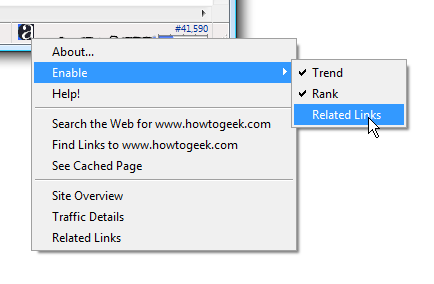 a
#41,590
About...
Enable
Trend
Help!
Rank
Related Links
Search the Web for www.howtogeek.com
Find Links to www.howtogeek.com
See Cached Page
Site Overview
Traffic Details
Related Links